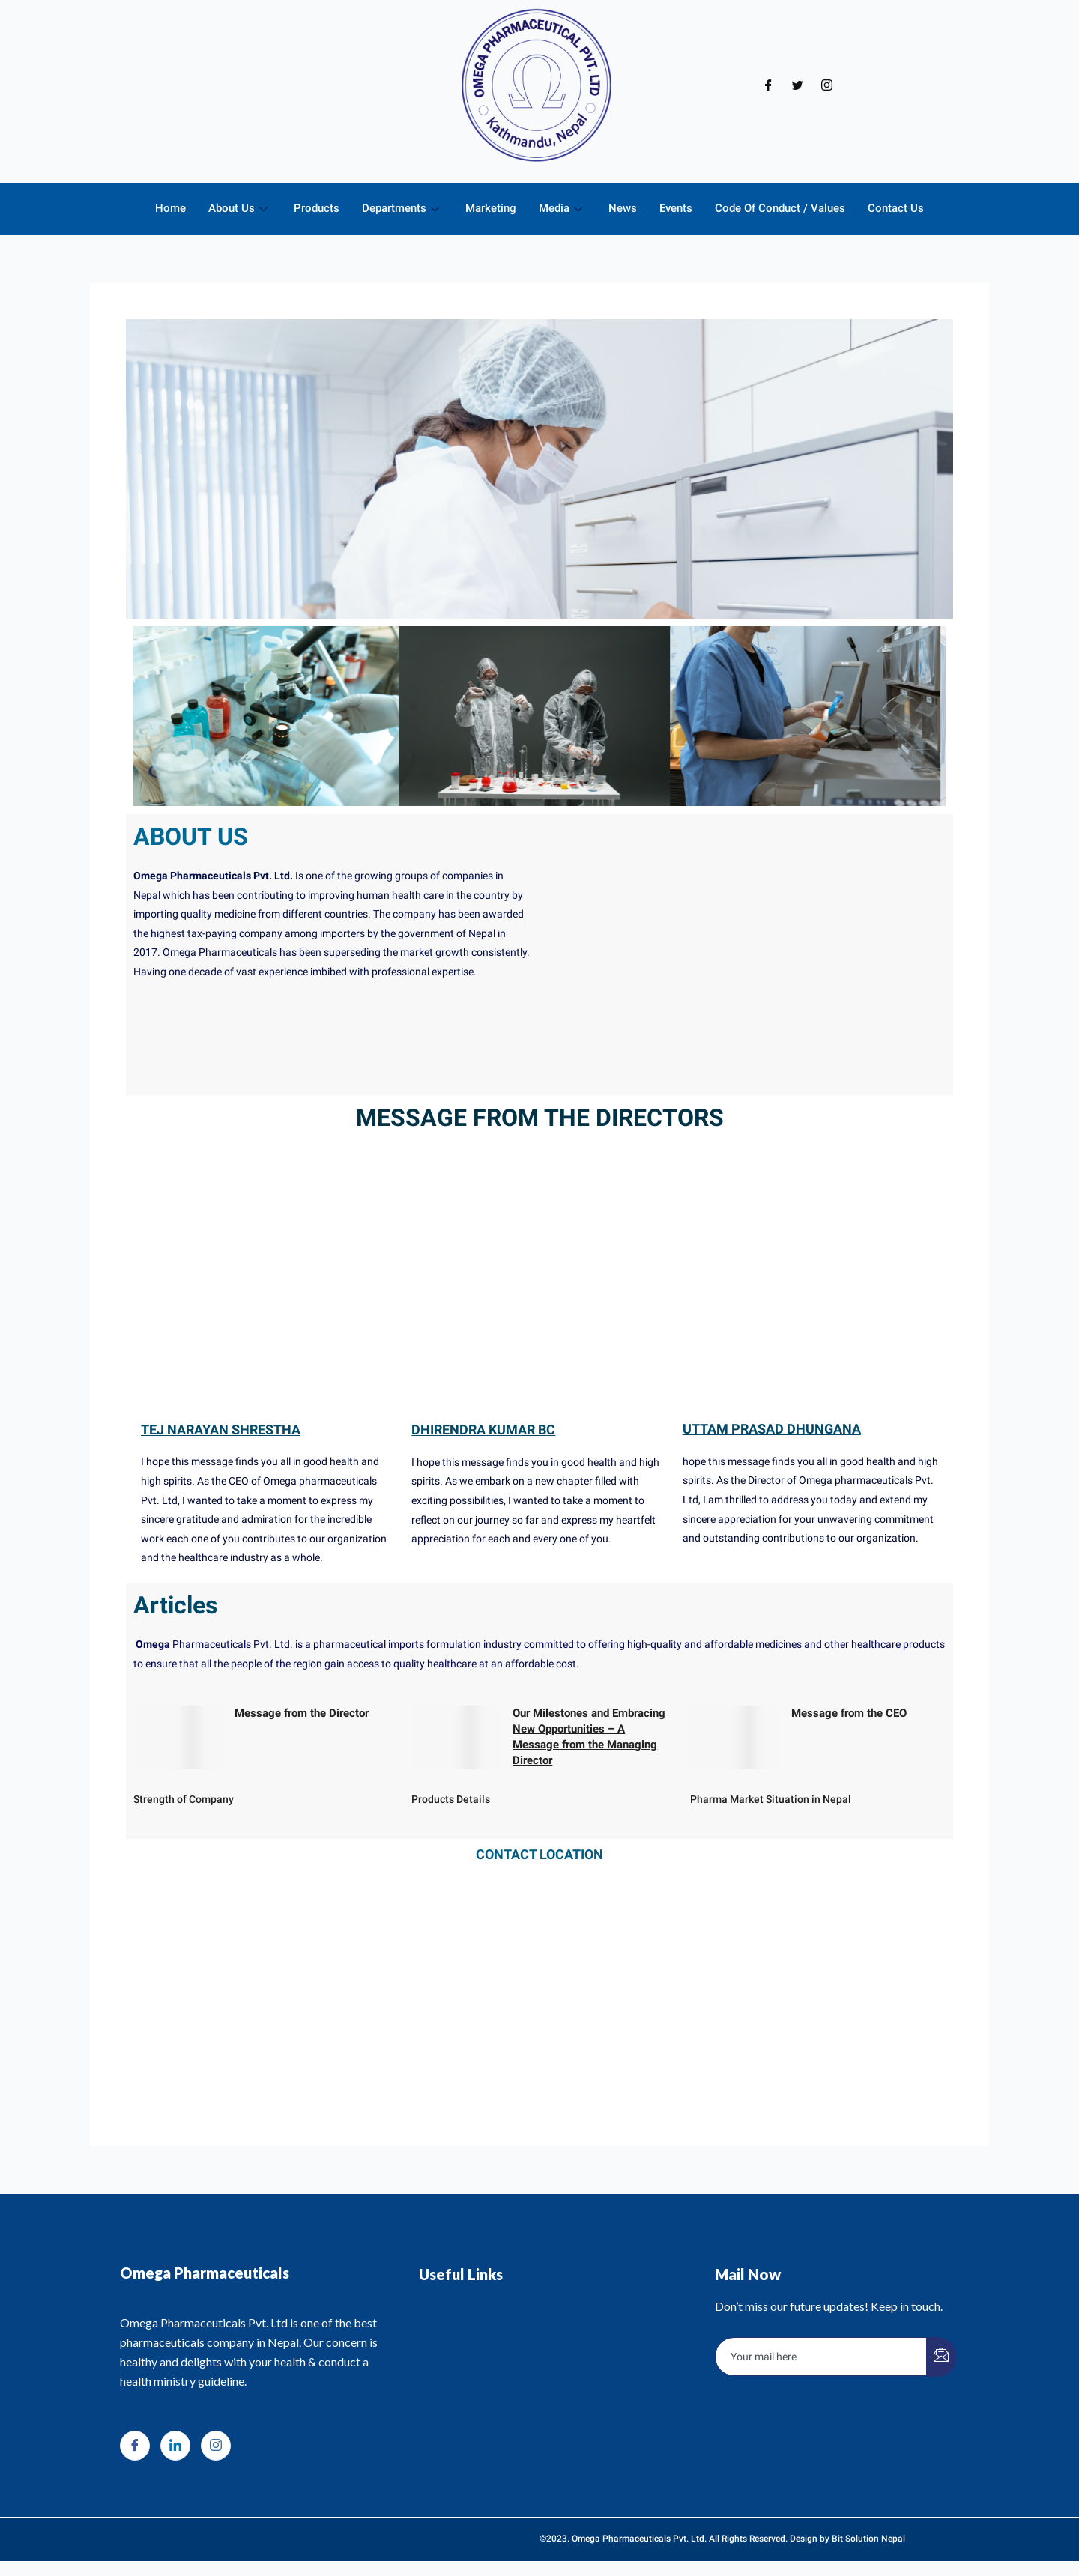 OMEGA PHARMACEUTICAL PVT. LTD
Kathmandu, Nepal
Home About Us Products Departments Marketing Media News Events Code Of Conduct / Values Contact Us
ABOUT US
Omega Pharmaceuticals Pvt. Ltd. Is one of the growing groups of companies in
Nepal which has been contributing to improving human health care in the country by
importing quality medicine from different countries. The company has been awarded
the highest tax-paying company among importers by the government of Nepal in
2017. Omega Pharmaceuticals has been superseding the market growth consistently.
Having one decade of vast experience imbibed with professional expertise.
MESSAGE FROM THE DIRECTORS
TEJ NARAYAN SHRESTHA
I hope this message finds you all in good health and
high spirits. As the CEO of Omega pharmaceuticals
Pvt. Ltd, I wanted to take a moment to express my
sincere gratitude and admiration for the incredible
work each one of you contributes to our organization
and the healthcare industry as a whole.
DHIRENDRA KUMAR BC
I hope this message finds you in good health and high
spirits. As we embark on a new chapter filled with
exciting possibilities, I wanted to take a moment to
reflect on our journey so far and express my heartfelt
appreciation for each and every one of you.
UTTAM PRASAD DHUNGANA
hope this message finds you all in good health and high
spirits. As the Director of Omega pharmaceuticals Pvt.
Ltd, I am thrilled to address you today and extend my
sincere appreciation for your unwavering commitment
and outstanding contributions to our organization.
Articles
Omega Pharmaceuticals Pvt. Ltd. is a pharmaceutical imports formulation industry committed to offering high-quality and affordable medicines and other healthcare products
to ensure that all the people of the region gain access to quality healthcare at an affordable cost.
Message from the Director
Our Milestones and Embracing
New Opportunities – A
Message from the Managing
Director
Message from the CEO
Strength of Company
Products Details
Pharma Market Situation in Nepal
CONTACT LOCATION
Omega Pharmaceuticals
Omega Pharmaceuticals Pvt. Ltd is one of the best
pharmaceuticals company in Nepal. Our concern is
healthy and delights with your health & conduct a
health ministry guideline.
Useful Links
Mail Now
Don't miss our future updates! Keep in touch.
Your mail here
©2023. Omega Pharmaceuticals Pvt. Ltd. All Rights Reserved. Design by Bit Solution Nepal